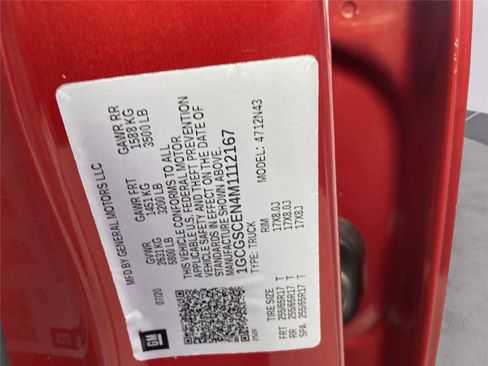 MFD BY GENERAL MOTORS LLC
07/20
GVWR GAWR FRT GAWR RR
2631 KG 1451 KG 1588 KG
5800 LB 3200 LB 3500 LB
THIS VEHICLE CONFORMS TO ALL
APPLICABLE U.S. FEDERAL MOTOR
VEHICLE SAFETY AND THEFT PREVENTION
STANDARDS IN EFFECT ON THE DATE OF
MANUFACTURE SHOWN ABOVE.
1GCGSCEN4M1112167
TYPE: TRUCK MODEL: 4712N43
TIRE SIZE RIM
FRT 255/65R17 T 17X8.0J
RR 255/65R17 T 17X8.0J
SPA 255/65R17 T 17X8J
GM